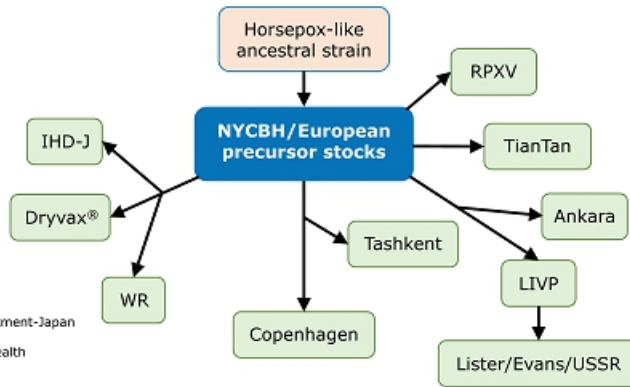 Horsepox-like
ancestral strain
RPXV
NYCBH/European
precursor stocks
IHD-J
TianTan
Dryvax®
Ankara
Tashkent
LIVP
WR
Copenhagen
Lister/Evans/USSR
ment-Japan
ealth